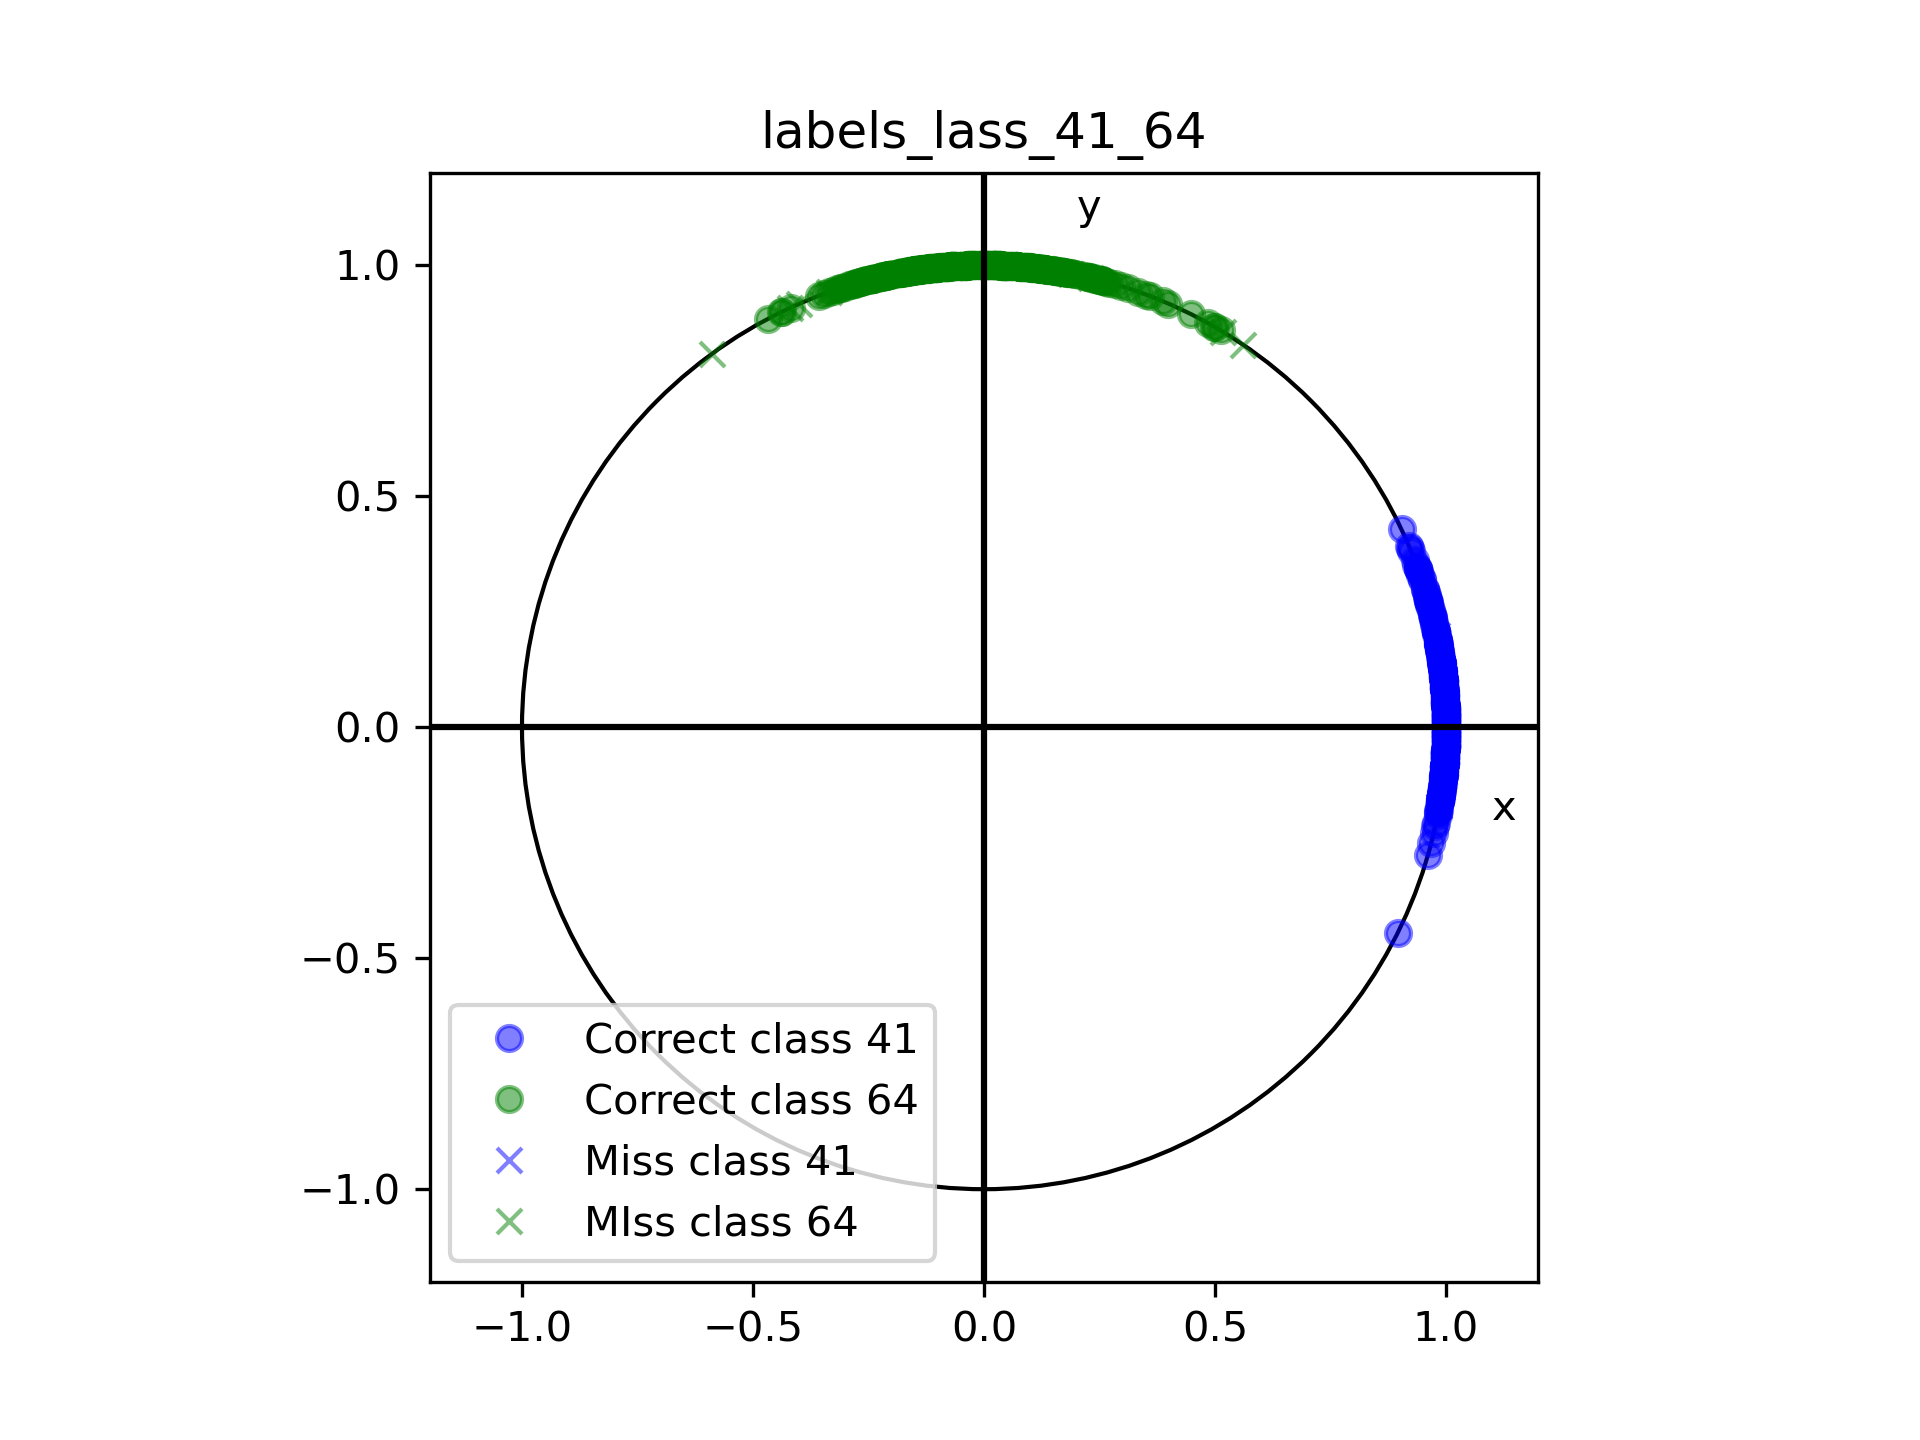 labels_lass_41_64
y
1.0
0.5
0.0
−0.5
−1.0
x
Correct class 41
Correct class 64
Miss class 41
MIss class 64
−1.0 −0.5 0.0 0.5 1.0